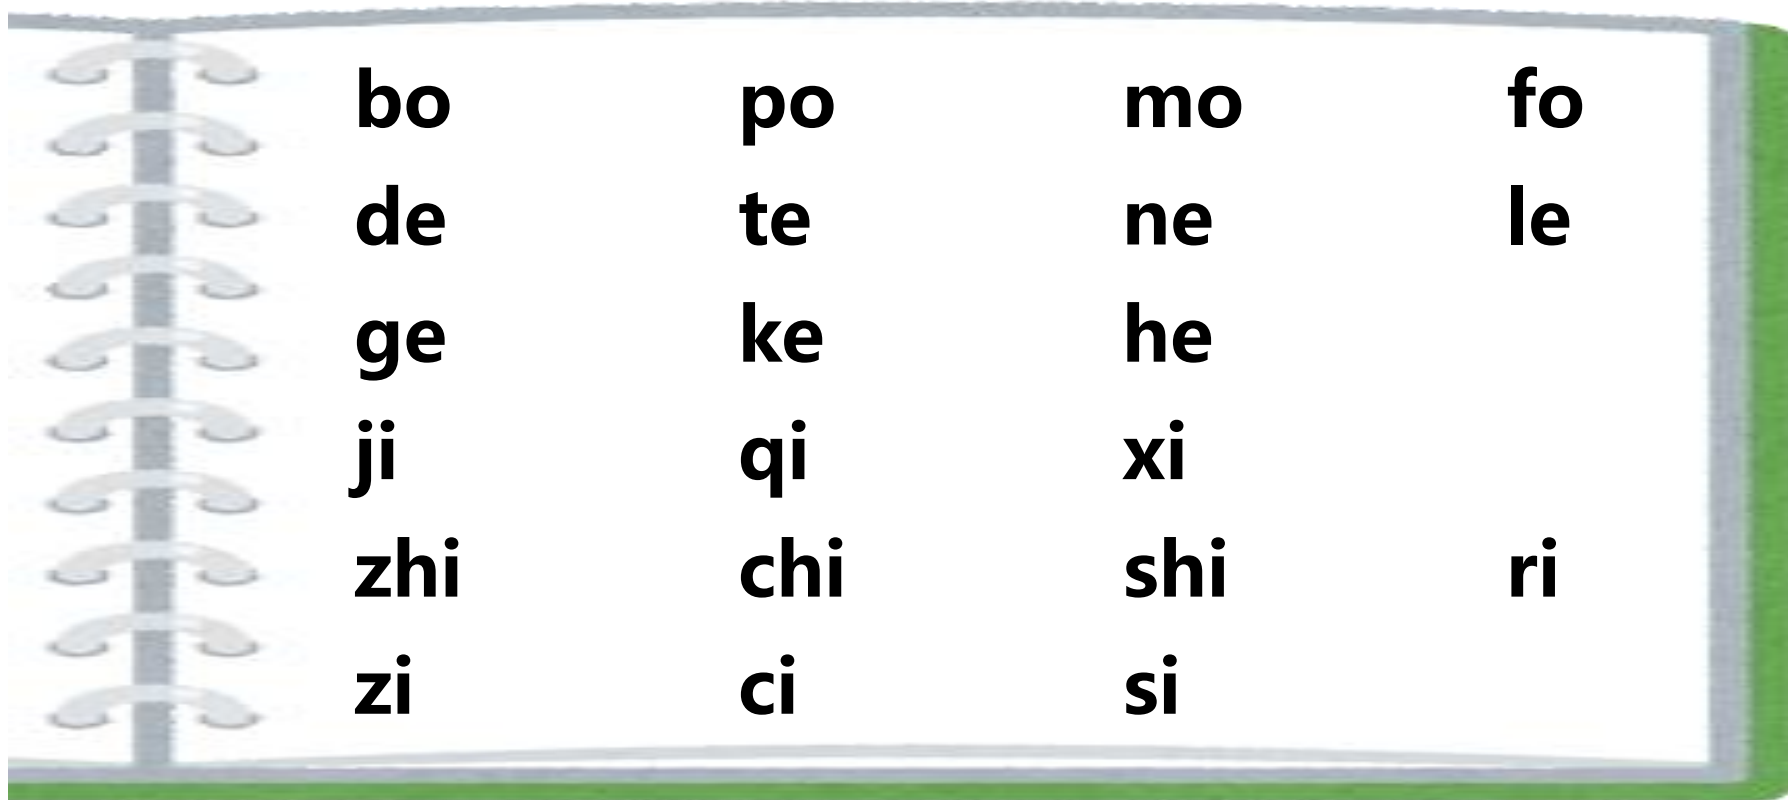 bo po mo fo
de te ne le
ge ke he
ji qi xi
zhi chi shi ri
zi ci si